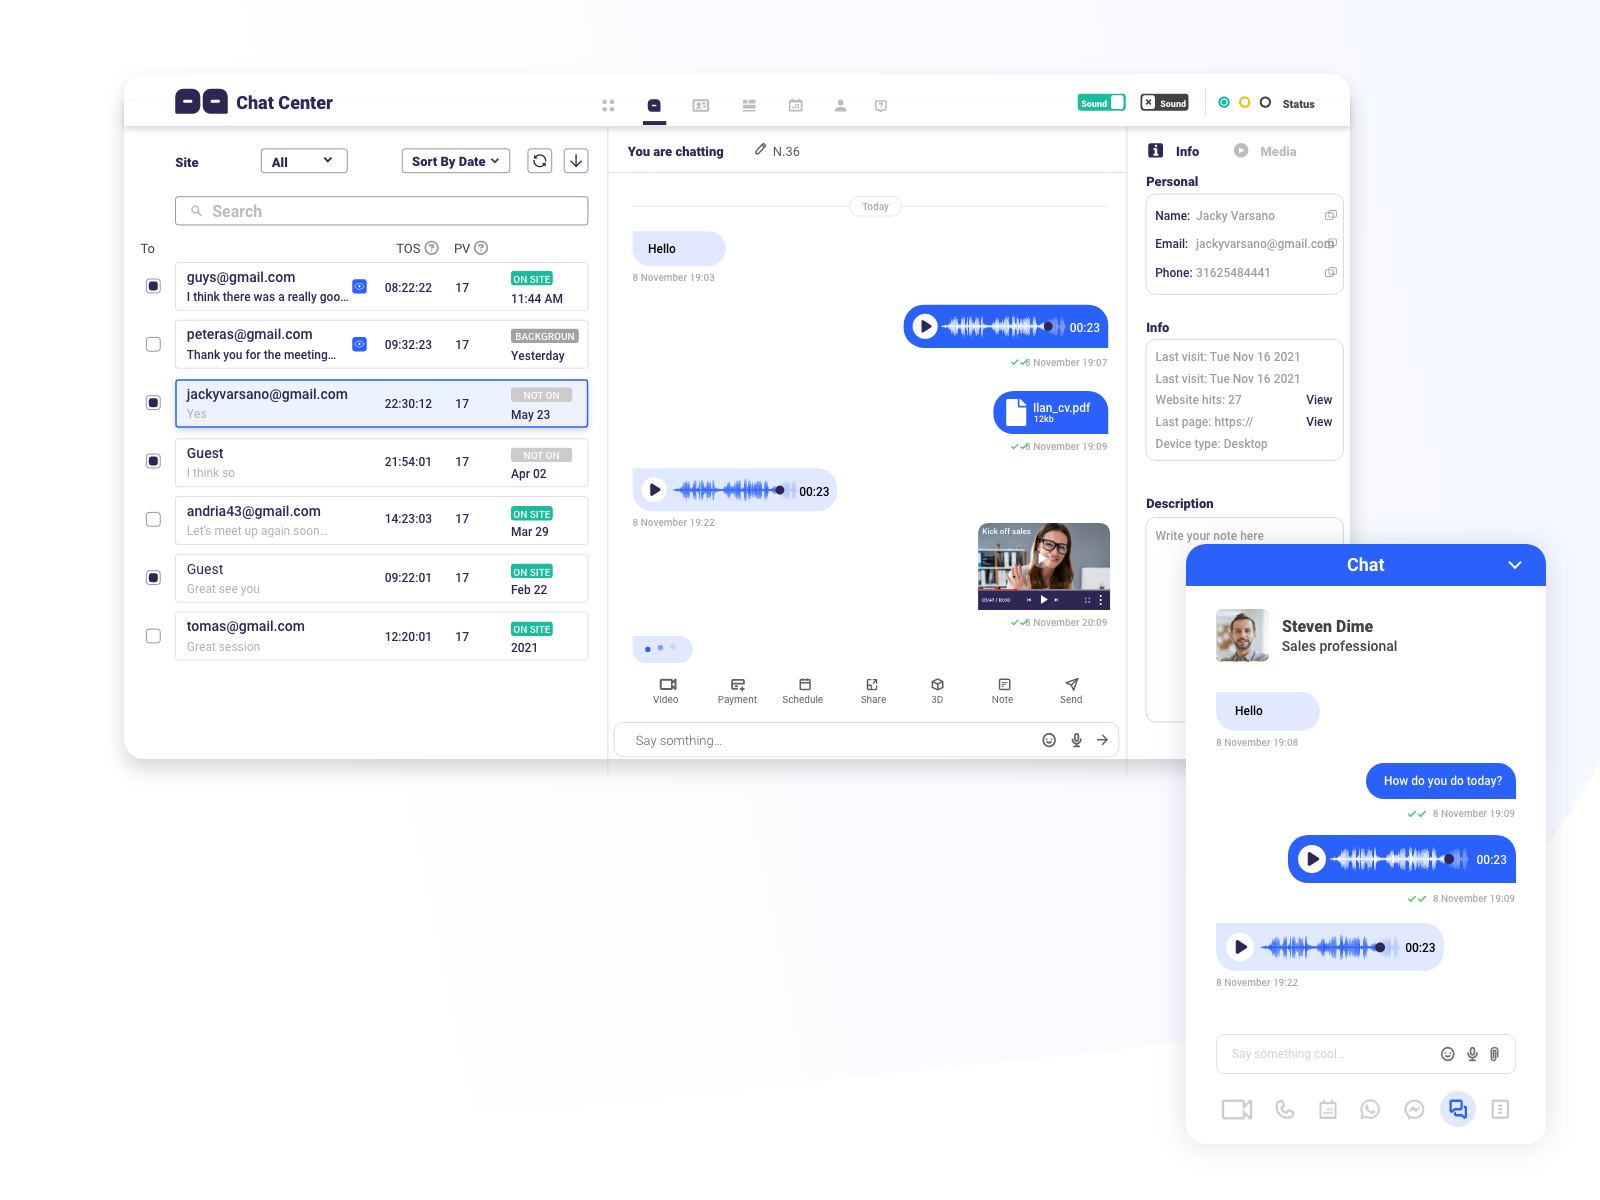 Chat Center
Sound
Sound
Status
Site
All
Sort By Date
Search
To
TOS
PV
guys@gmail.com
I think there was a really goo...
08:22:22
17
ON SITE
11:44 AM
peteras@gmail.com
Thank you for the meeting...
09:32:23
17
BACKGROUN
Yesterday
jackyvarsano@gmail.com
Yes
22:30:12
17
NOT ON
May 23
Guest
I think so
21:54:01
17
NOT ON
Apr 02
andria43@gmail.com
Let's meet up again soon...
14:23:03
17
ON SITE
Mar 29
Guest
Great see you
09:22:01
17
ON SITE
Feb 22
tomas@gmail.com
Great session
12:20:01
17
ON SITE
2021
You are chatting
N.36
Today
Hello
8 November 19:03
00:23
8 November 19:07
Ilan_cv.pdf
12kb
8 November 19:09
00:23
8 November 19:22
Kick off sales
03:47 / 10:00
8 November 20:09
Video
Payment
Schedule
Share
3D
Note
Send
Say somthing...
Info
Media
Personal
Name: Jacky Varsano
Email: jackyvarsano@gmail.com
Phone: 31625484441
Info
Last visit: Tue Nov 16 2021
Last visit: Tue Nov 16 2021
Website hits: 27
View
Last page: https://
View
Device type: Desktop
Description
Write your note here
Chat
Steven Dime
Sales professional
Hello
8 November 19:08
How do you do today?
8 November 19:09
00:23
8 November 19:09
00:23
8 November 19:22
Say something cool...